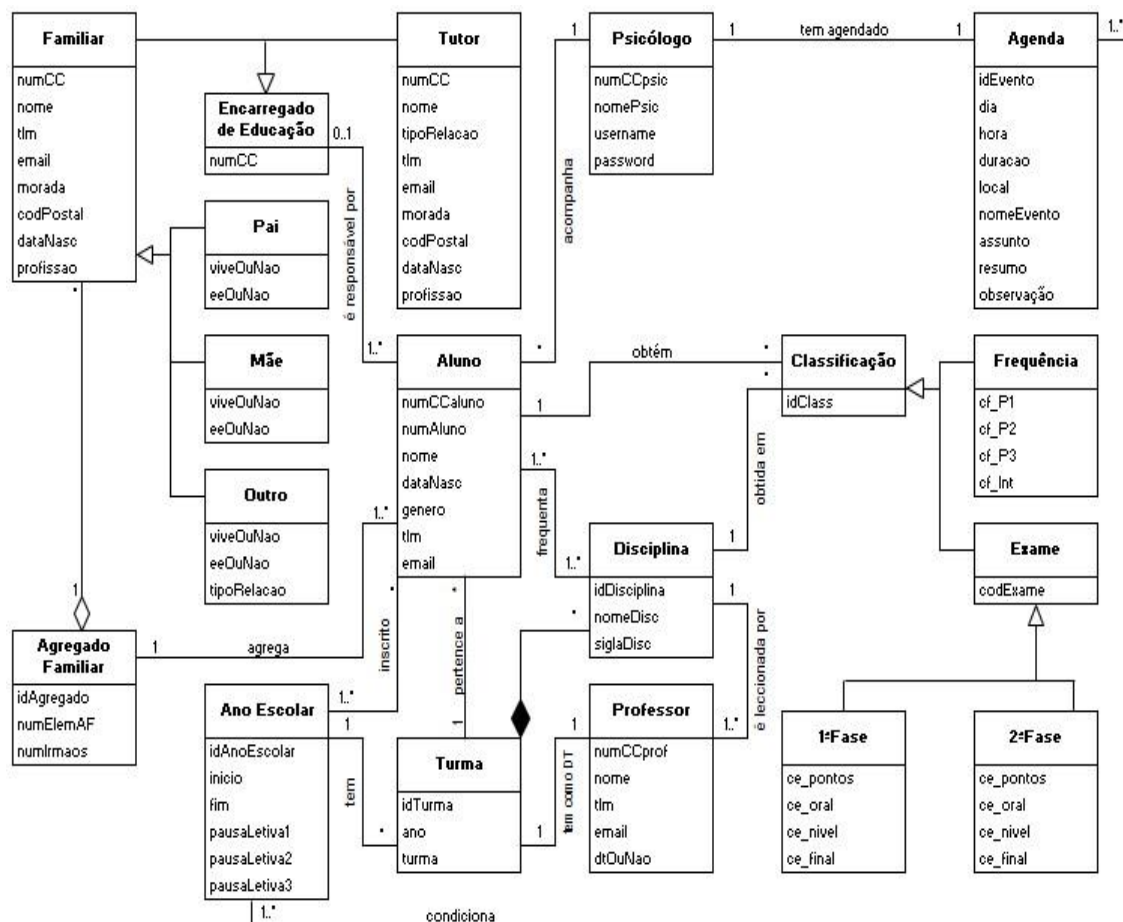 Familiar
numCC
nome
tlm
email
morada
codPostal
dataNasc
profissao
Encarregado
de Educação
numCC
0..1
Tutor
numCC
nome
tipoRelacao
tlm
email
morada
codPostal
dataNasc
profissao
1
Psicólogo
numCCpsic
nomePsic
username
password
1
tem agendado
1
Agenda
idEvento
dia
hora
duracao
local
nomeEvento
assunto
resumo
observação
1..*
Pai
viveOuNao
eeOuNao
é responsável por
acompanha
Mãe
viveOuNao
eeOuNao
*
1..*
Aluno
numCCaluno
numAluno
nome
dataNasc
genero
tlm
email
*
obtém
1
*
*
Classificação
idClass
Frequência
cf_P1
cf_P2
cf_P3
cf_Int
Outro
viveOuNao
eeOuNao
tipoRelacao
1..*
1..*
frequenta
obtida em
1
1..*
Disciplina
idDisciplina
nomeDisc
siglaDisc
1
*
Exame
codExame
1
Agregado
Familiar
idAgregado
numElemAF
numIrmaos
1
agrega
*
inscrito
1..*
*
pertence a
1
é leccionada por
Ano Escolar
idAnoEscolar
inicio
fim
pausaLetiva1
pausaLetiva2
pausaLetiva3
1
tem
*
Turma
idTurma
ano
turma
1
tem como DT
1
Professor
numCCprof
nome
tlm
email
dtOuNao
1..*
1ªFase
ce_pontos
ce_oral
ce_nivel
ce_final
2ªFase
ce_pontos
ce_oral
ce_nivel
ce_final
1..*
condiciona